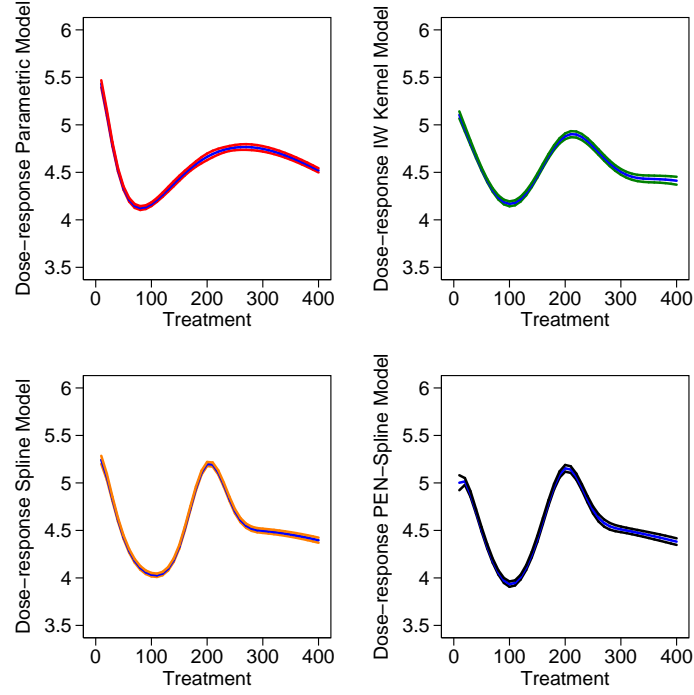 Dose−response Parametric Model
6
5.5
5
4.5
4
3.5
0 100 200 300 400
Treatment
Dose−response IW Kernel Model
6
5.5
5
4.5
4
3.5
0 100 200 300 400
Treatment
Dose−response Spline Model
6
5.5
5
4.5
4
3.5
0 100 200 300 400
Treatment
Dose−response PEN−Spline Model
6
5.5
5
4.5
4
3.5
0 100 200 300 400
Treatment